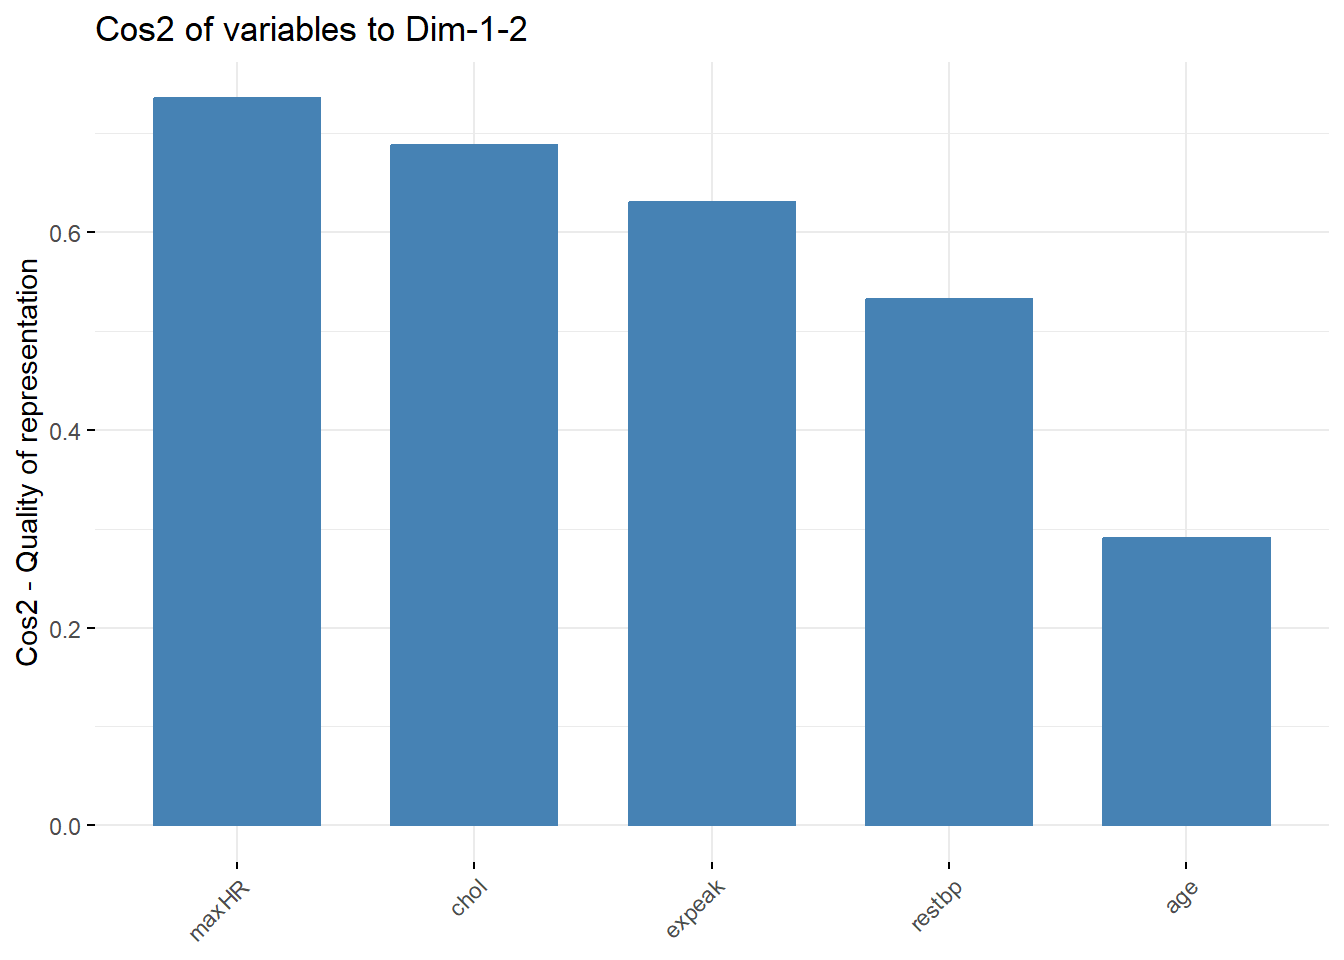 Cos2 of variables to Dim-1-2
Cos2 - Quality of representation
0.6
0.4
0.2
0.0
maxHR
chol
expeak
restbp
age